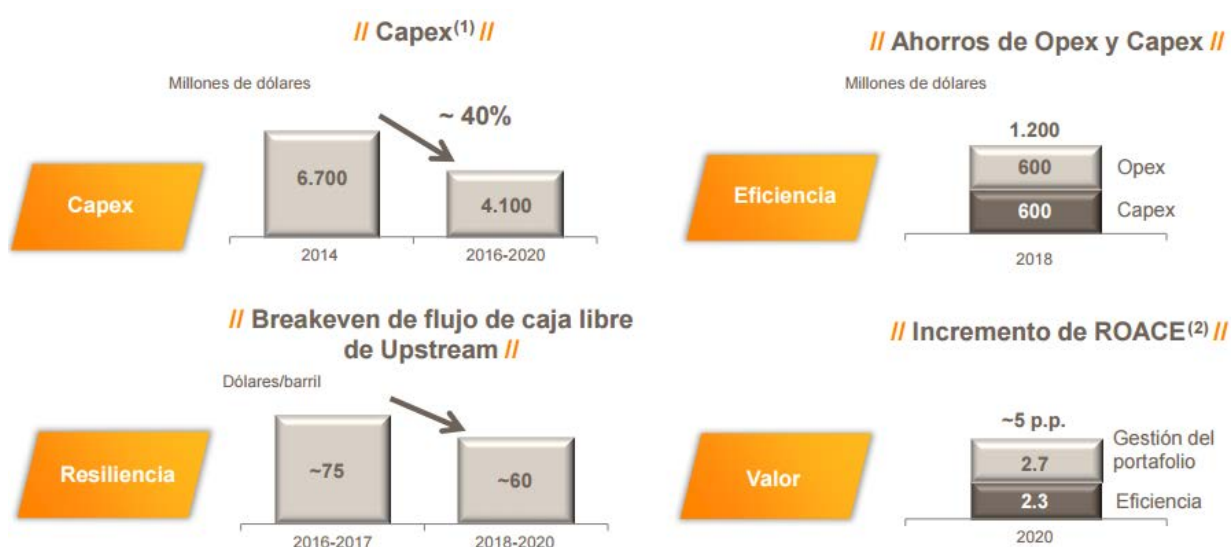 // Capex(1) //
Millones de dólares
~ 40%
Capex
6.700
4.100
2014
2016-2020
// Ahorros de Opex y Capex //
Millones de dólares
1.200
Eficiencia
600
Opex
600
Capex
2018
// Breakeven de flujo de caja libre
de Upstream //
Dólares/barril
Resiliencia
~75
~60
2016-2017
2018-2020
// Incremento de ROACE(2) //
~5 p.p.
Valor
2.7
Gestión del
portafolio
2.3
Eficiencia
2020